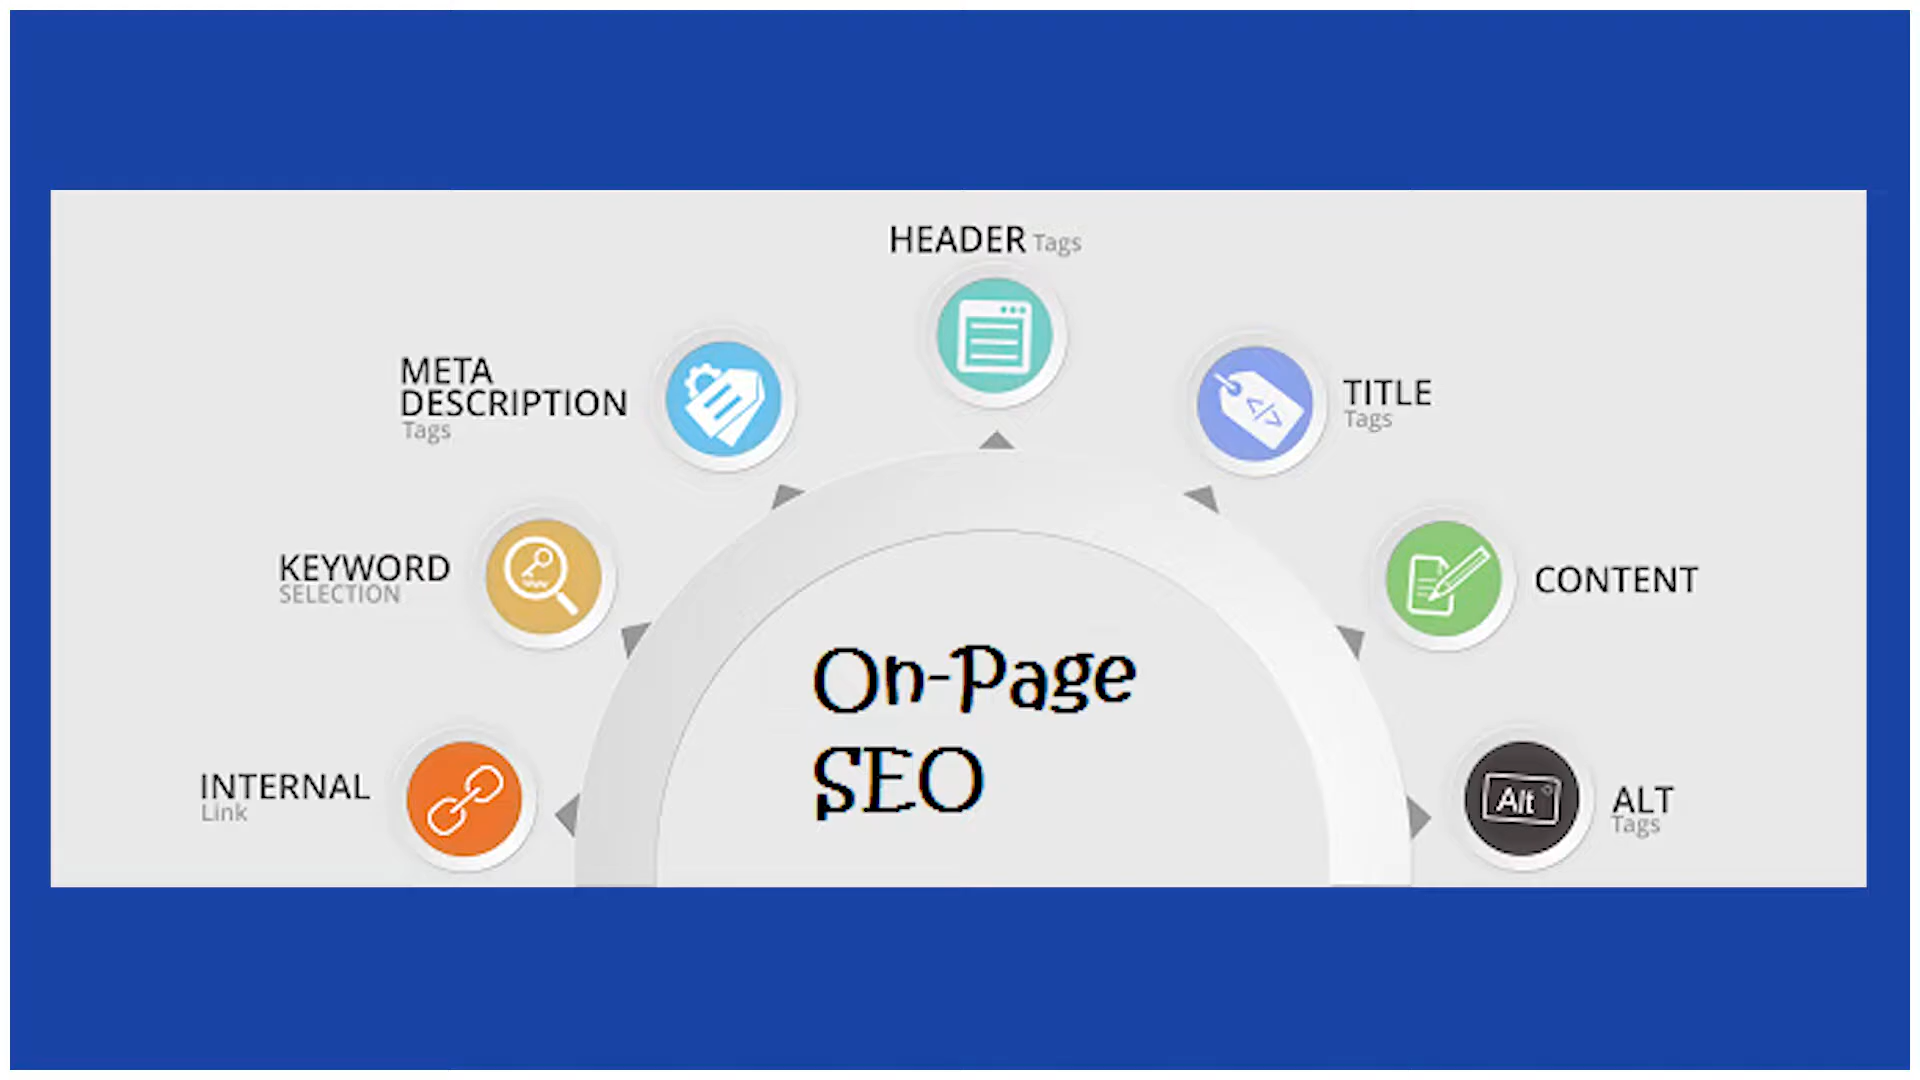 HEADER Tags
META
DESCRIPTION
Tags
TITLE
Tags
KEYWORD
SELECTION
CONTENT
On-Page
SEO
INTERNAL
Link
Alt
ALT
Tags